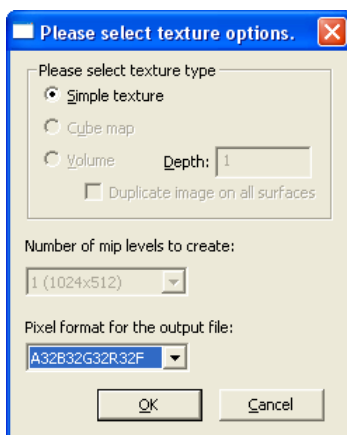 Please select texture options.
Please select texture type
Simple texture
Cube map
Volume Depth: 1
Duplicate image on all surfaces
Number of mip levels to create:
1 (1024x512)
Pixel format for the output file:
A32B32G32R32F
OK Cancel